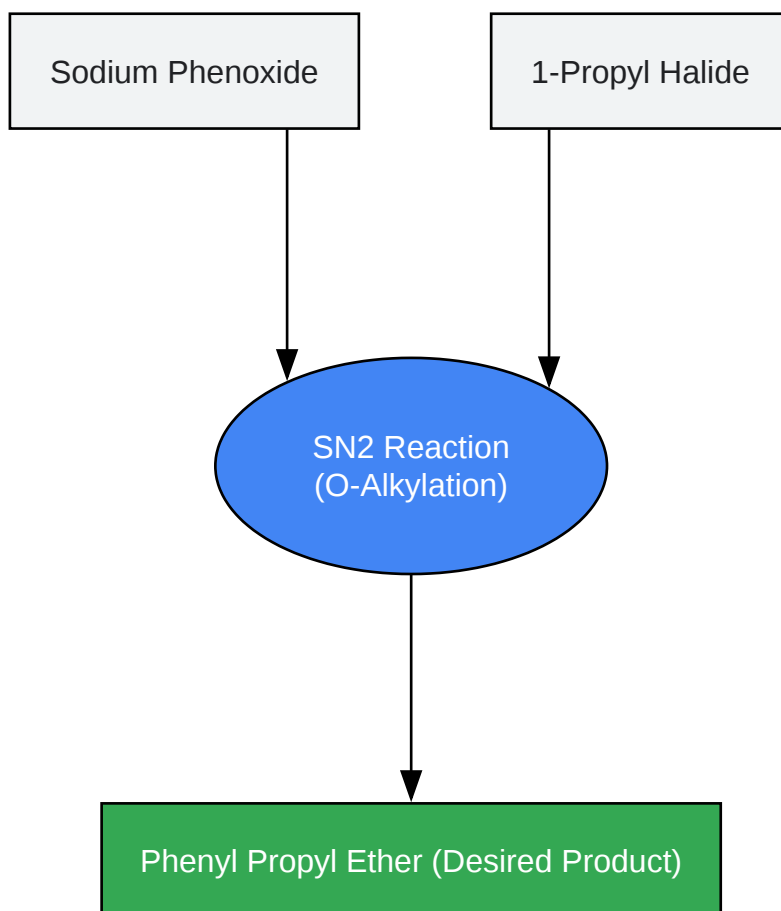 Sodium Phenoxide
1-Propyl Halide
SN2 Reaction
(O-Alkylation)
Phenyl Propyl Ether (Desired Product)